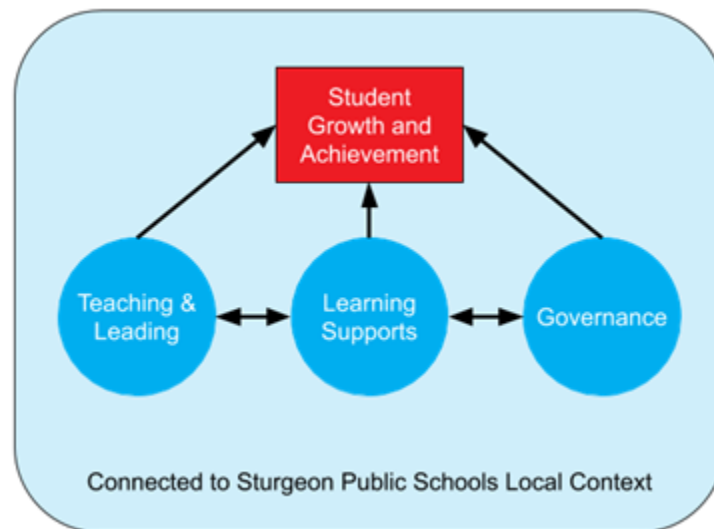 Student
Growth and
Achievement
Teaching &
Leading
Learning
Supports
Governance
Connected to Sturgeon Public Schools Local Context